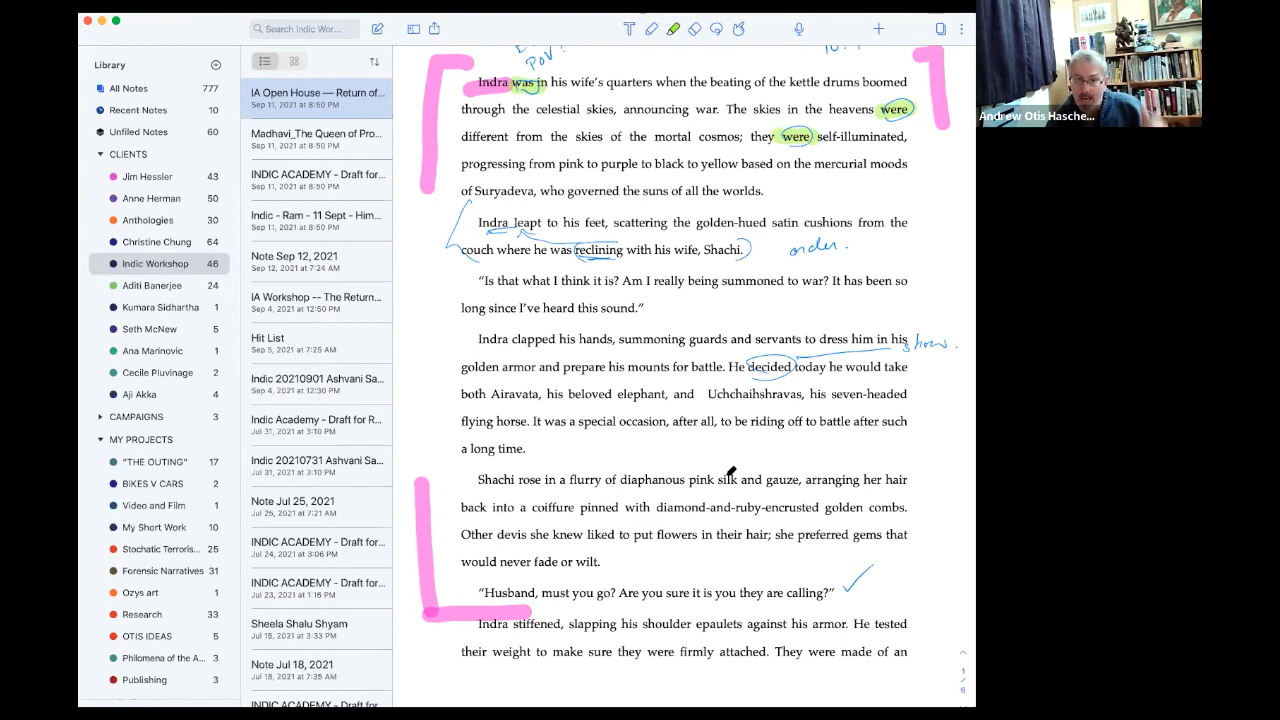 Search Indic Wor...
Library
All Notes 777
Recent Notes 10
Unfiled Notes 60
CLIENTS
Jim Hessler 43
Anne Herman 50
Anthologies 30
Christine Chung 64
Indic Workshop 46
Aditi Banerjee 24
Kumara Sidhartha 1
Seth McNew 5
Ana Marinovic 1
Cecile Pluvinage 2
Aji Akka 4
CAMPAIGNS
MY PROJECTS
"THE OUTING" 17
BIKES V CARS 2
Video and Film 1
My Short Work 10
Stochatic Terroris... 25
Forensic Narratives 31
Ozys art 1
Research 33
OTIS IDEAS 5
Philomena of the A... 3
Publishing 3
IA Open House — Return of...
Sep 11, 2021 at 8:50 PM
Madhavi_The Queen of Pro...
Sep 11, 2021 at 8:50 PM
INDIC ACADEMY - Draft for...
Sep 11, 2021 at 8:50 PM
Indic - Ram - 11 Sept - Him...
Sep 11, 2021 at 8:50 PM
Note Sep 12, 2021
Sep 12, 2021 at 7:24 AM
IA Workshop -- The Return...
Sep 4, 2021 at 12:50 PM
Hit List
Sep 5, 2021 at 7:25 AM
Indic 20210901 Ashvani Sa...
Sep 4, 2021 at 12:30 PM
Indic Academy - Draft for R...
Jul 31, 2021 at 3:10 PM
Indic 20210731 Ashvani Sa...
Jul 31, 2021 at 3:10 PM
Note Jul 25, 2021
Jul 25, 2021 at 7:21 AM
INDIC ACADEMY - Draft for...
Jul 24, 2021 at 3:06 PM
INDIC ACADEMY - Draft for...
Jul 23, 2021 at 1:16 PM
Sheela Shalu Shyam
Jul 15, 2021 at 3:33 PM
Note Jul 18, 2021
Jul 18, 2021 at 7:35 AM
INDIC ACADEMY - Draft for...
POV?
Indra was in his wife's quarters when the beating of the kettle drums boomed
through the celestial skies, announcing war. The skies in the heavens were
different from the skies of the mortal cosmos; they were self-illuminated,
progressing from pink to purple to black to yellow based on the mercurial moods
of Suryadeva, who governed the suns of all the worlds.
Indra leapt to his feet, scattering the golden-hued satin cushions from the
couch where he was reclining with his wife, Shachi.
order.
"Is that what I think it is? Am I really being summoned to war? It has been so
long since I've heard this sound."
Indra clapped his hands, summoning guards and servants to dress him in his
show.
golden armor and prepare his mounts for battle. He decided today he would take
both Airavata, his beloved elephant, and Uchchaihshravas, his seven-headed
flying horse. It was a special occasion, after all, to be riding off to battle after such
a long time.
Shachi rose in a flurry of diaphanous pink silk and gauze, arranging her hair
back into a coiffure pinned with diamond-and-ruby-encrusted golden combs.
Other devis she knew liked to put flowers in their hair; she preferred gems that
would never fade or wilt.
"Husband, must you go? Are you sure it is you they are calling?"
Indra stiffened, slapping his shoulder epaulets against his armor. He tested
their weight to make sure they were firmly attached. They were made of an
1
/
6
Andrew Otis Hasche...